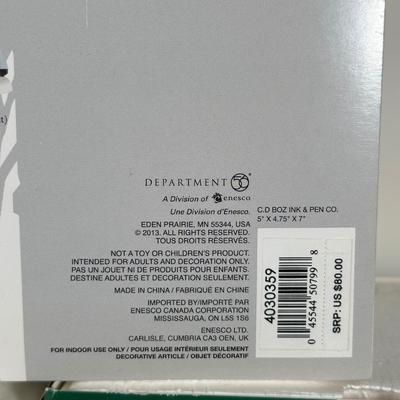 t)
DEPARTMENT 56
A Division of enesco.
Une Division d'Enesco.
EDEN PRAIRIE, MN 55344, USA
© 2013. ALL RIGHTS RESERVED.
TOUS DROITS RÉSERVÉS.
NOT A TOY OR CHILDREN'S PRODUCT.
INTENDED FOR ADULTS AND DECORATION ONLY.
PAS UN JOUET NI DE PRODUITS POUR ENFANTS.
DESTINE ADULTES ET DECORATION SEULEMENT.
MADE IN CHINA / FABRIQUÉ EN CHINE
IMPORTED BY/IMPORTÉ PAR
ENESCO CANADA CORPORATION
MISSISSAUGA, ON L5S 1S6
ENESCO LTD.
CARLISLE, CUMBRIA CA3 OEN, UK
FOR INDOOR USE ONLY / POUR USAGE INTÉRIEUR SEULEMENT
DECORATIVE ARTICLE / OBJET DÉCORATIF
C.D BOZ INK & PEN CO.
5" X 4.75" X 7"
4030359
0 45544 50799 8
SRP: US $80.00